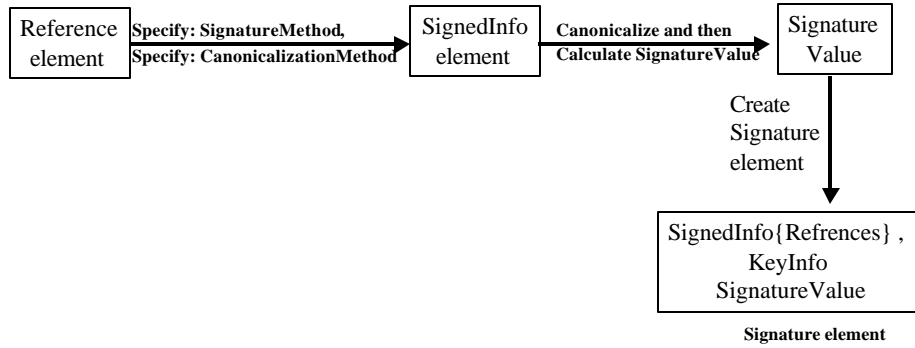 Reference
element
Specify: SignatureMethod,
Specify: CanonicalizationMethod
SignedInfo
element
Canonicalize and then
Calculate SignatureValue
Signature
Value
Create
Signature
element
SignedInfo{Refrences} ,
KeyInfo
SignatureValue
Signature element